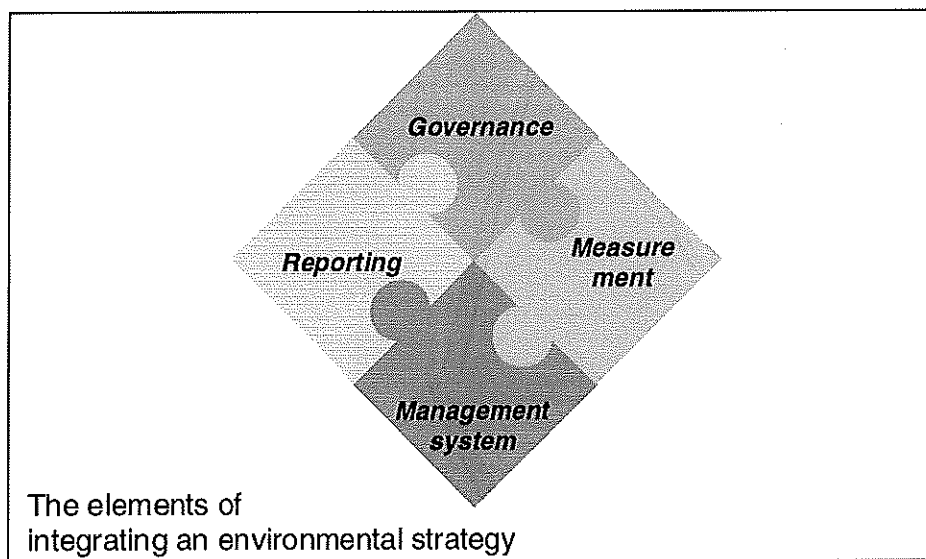 Governance
Reporting
Measure
ment
Management
system
The elements of
integrating an environmental strategy